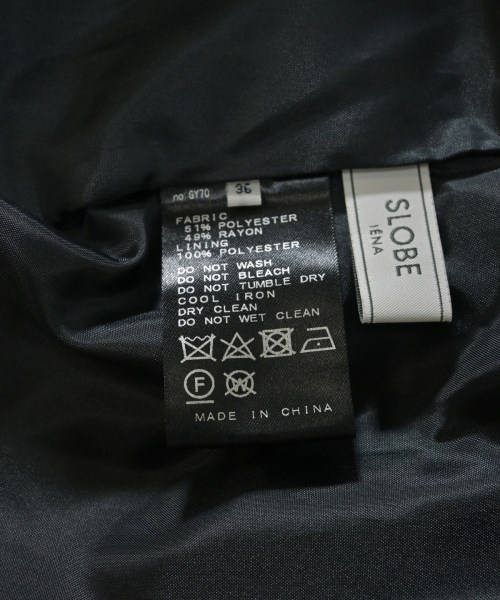 no. GY70 36
FABRIC
51% POLYESTER
49% RAYON
LINING
100% POLYESTER
DO NOT WASH
DO NOT BLEACH
DO NOT TUMBLE DRY
COOL IRON
DRY CLEAN
DO NOT WET CLEAN
F W
MADE IN CHINA
SLOBE
IÉNA